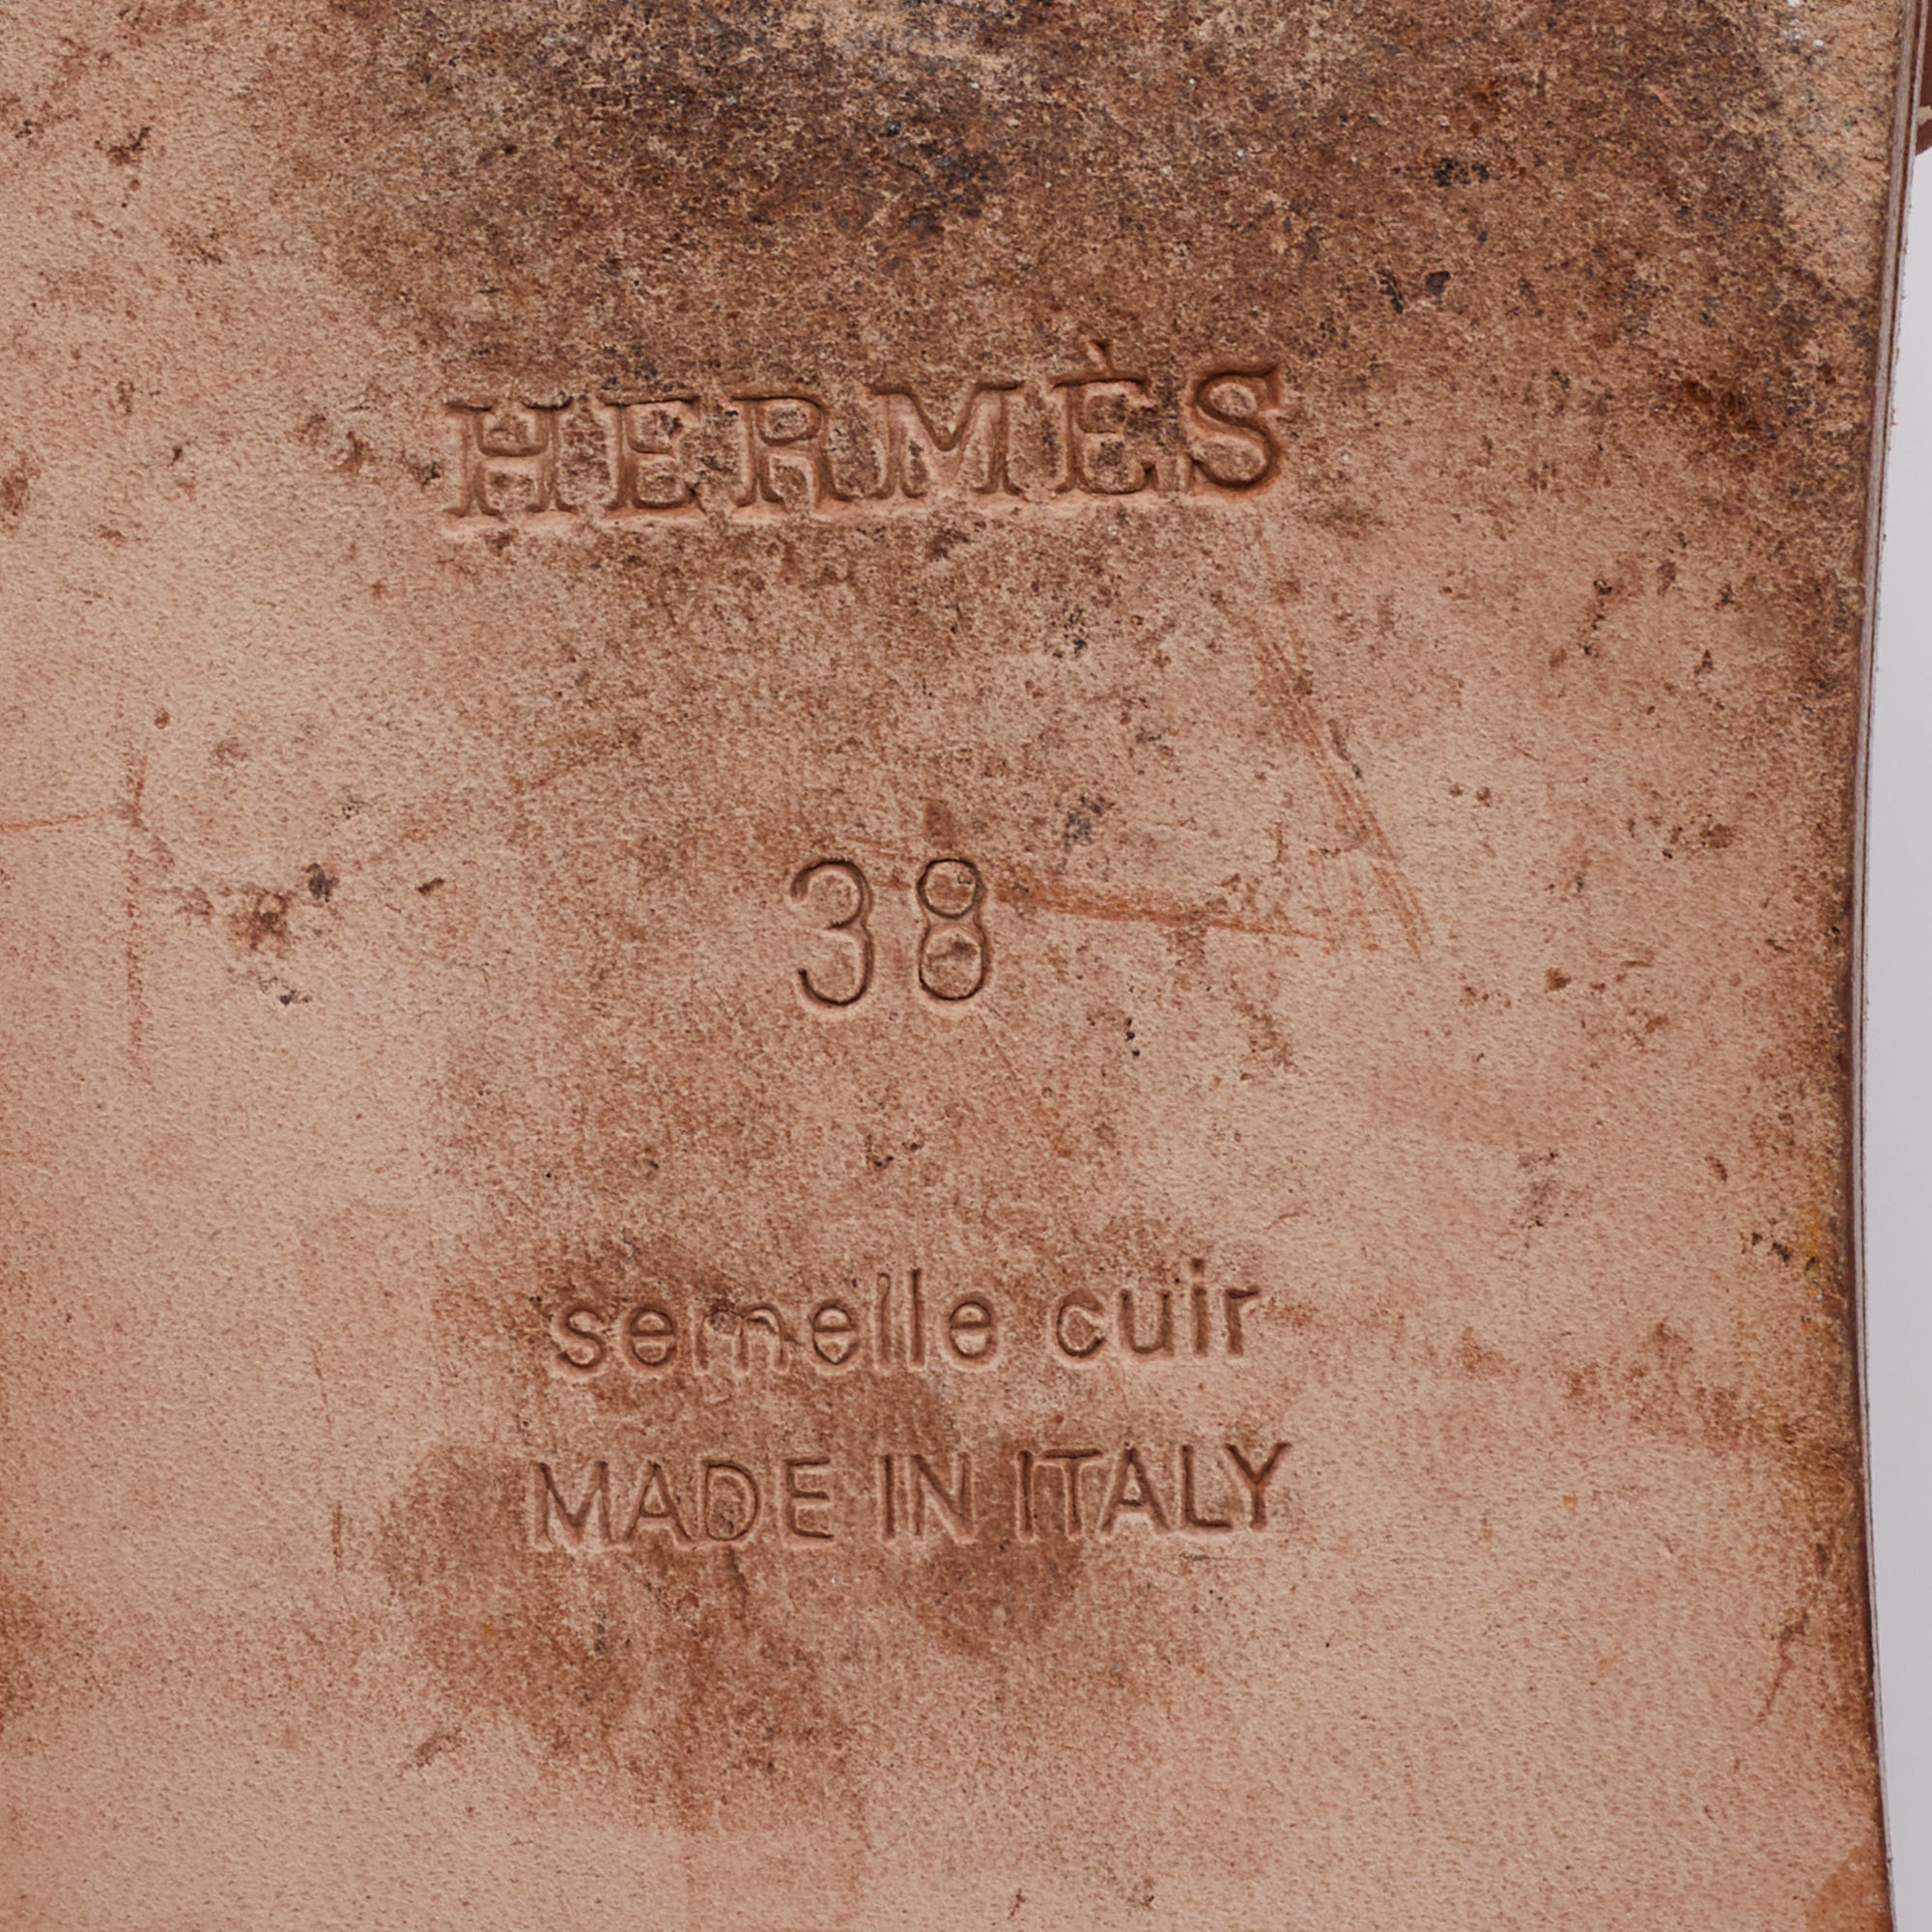 HERMÈS
38
semelle cuir
MADE IN ITALY